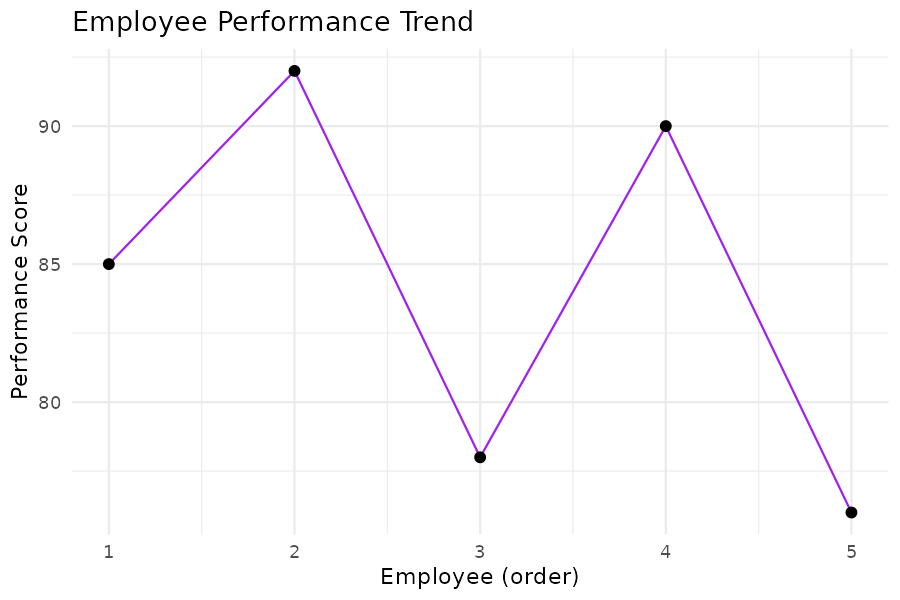 Employee Performance Trend
Performance Score
90
85
80
1 2 3 4 5
Employee (order)